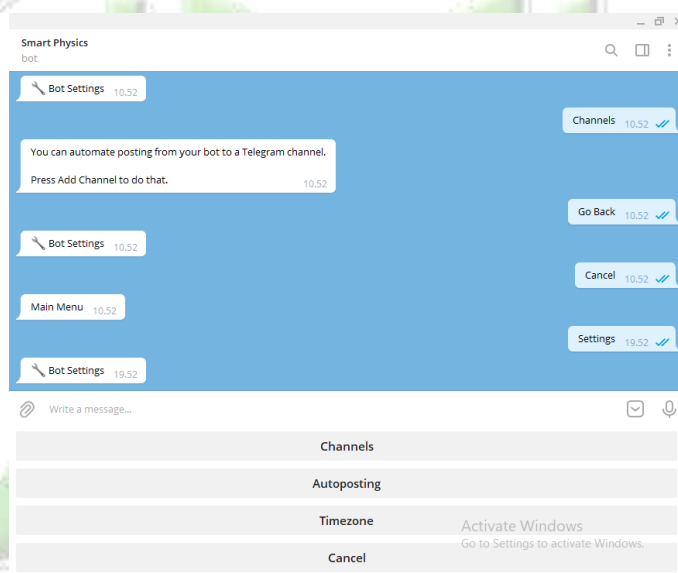 Smart Physics
bot
Bot Settings 10.52
Channels 10.52
You can automate posting from your bot to a Telegram channel.
Press Add Channel to do that. 10.52
Go Back 10.52
Bot Settings 10.52
Cancel 10.52
Main Menu 10.52
Settings 19.52
Bot Settings 19.52
Write a message...
Channels
Autoposting
Timezone
Activate Windows
Go to Settings to activate Windows.
Cancel